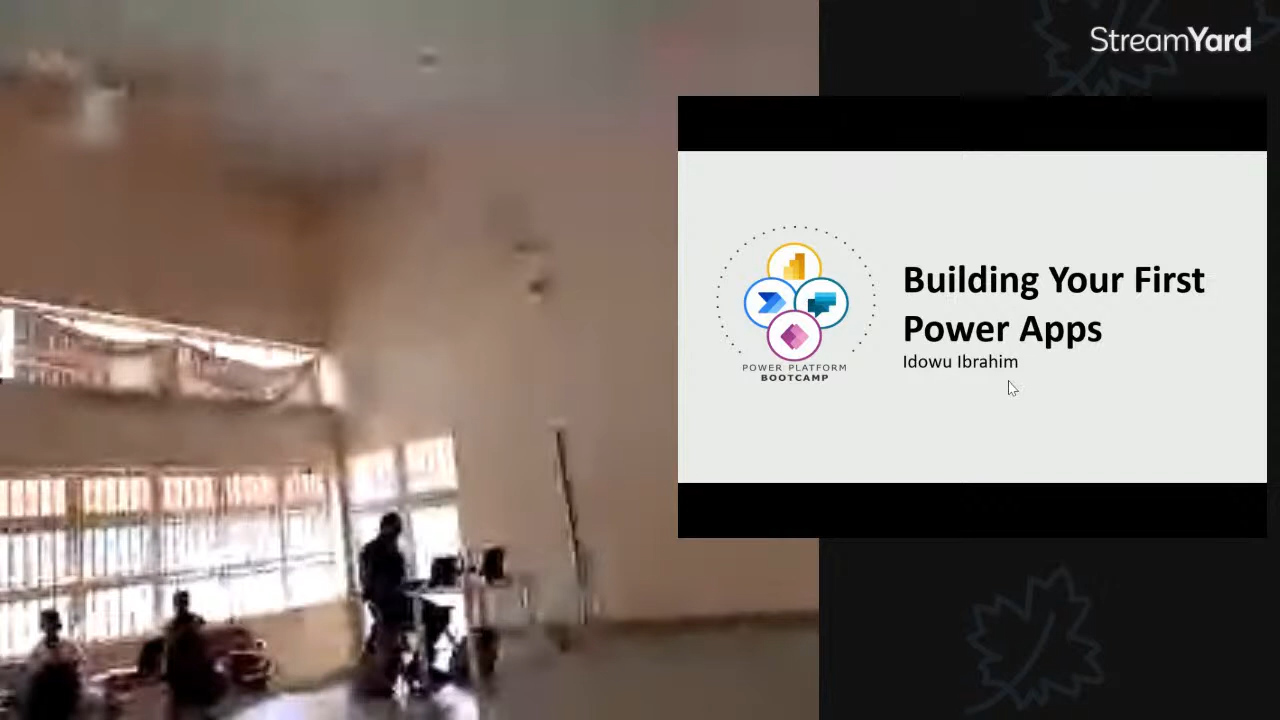 StreamYard
Building Your First
Power Apps
Idowu Ibrahim
POWER PLATFORM
BOOTCAMP